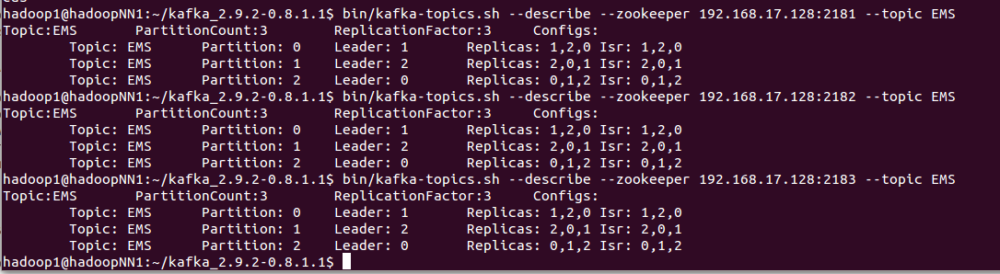 hadoop1@hadoopNN1:~/kafka_2.9.2-0.8.1.1$ bin/kafka-topics.sh --describe --zookeeper 192.168.17.128:2181 --topic EMS
Topic:EMS PartitionCount:3 ReplicationFactor:3 Configs:
Topic: EMS Partition: 0 Leader: 1 Replicas: 1,2,0 Isr: 1,2,0
Topic: EMS Partition: 1 Leader: 2 Replicas: 2,0,1 Isr: 2,0,1
Topic: EMS Partition: 2 Leader: 0 Replicas: 0,1,2 Isr: 0,1,2
hadoop1@hadoopNN1:~/kafka_2.9.2-0.8.1.1$ bin/kafka-topics.sh --describe --zookeeper 192.168.17.128:2182 --topic EMS
Topic:EMS PartitionCount:3 ReplicationFactor:3 Configs:
Topic: EMS Partition: 0 Leader: 1 Replicas: 1,2,0 Isr: 1,2,0
Topic: EMS Partition: 1 Leader: 2 Replicas: 2,0,1 Isr: 2,0,1
Topic: EMS Partition: 2 Leader: 0 Replicas: 0,1,2 Isr: 0,1,2
hadoop1@hadoopNN1:~/kafka_2.9.2-0.8.1.1$ bin/kafka-topics.sh --describe --zookeeper 192.168.17.128:2183 --topic EMS
Topic:EMS PartitionCount:3 ReplicationFactor:3 Configs:
Topic: EMS Partition: 0 Leader: 1 Replicas: 1,2,0 Isr: 1,2,0
Topic: EMS Partition: 1 Leader: 2 Replicas: 2,0,1 Isr: 2,0,1
Topic: EMS Partition: 2 Leader: 0 Replicas: 0,1,2 Isr: 0,1,2
hadoop1@hadoopNN1:~/kafka_2.9.2-0.8.1.1$